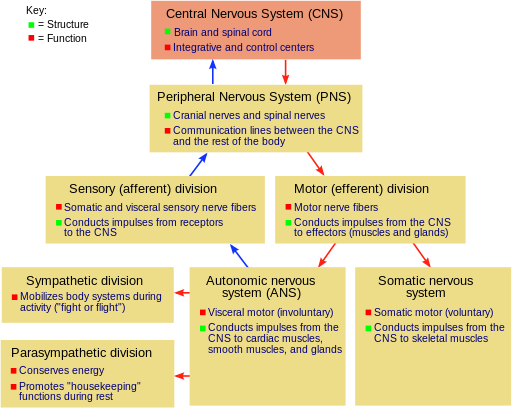 Key:
= Structure
= Function
Central Nervous System (CNS)
Brain and spinal cord
Integrative and control centers
Peripheral Nervous System (PNS)
Cranial nerves and spinal nerves
Communication lines between the CNS
and the rest of the body
Sensory (afferent) division
Somatic and visceral sensory nerve fibers
Conducts impulses from receptors
to the CNS
Motor (efferent) division
Motor nerve fibers
Conducts impulses from the CNS
to effectors (muscles and glands)
Sympathetic division
Mobilizes body systems during
activity ("fight or flight")
Autonomic nervous
system (ANS)
Visceral motor (involuntary)
Conducts impulses from the
CNS to cardiac muscles,
smooth muscles, and glands
Somatic nervous
system
Somatic motor (voluntary)
Conducts impulses from the
CNS to skeletal muscles
Parasympathetic division
Conserves energy
Promotes "housekeeping"
functions during rest